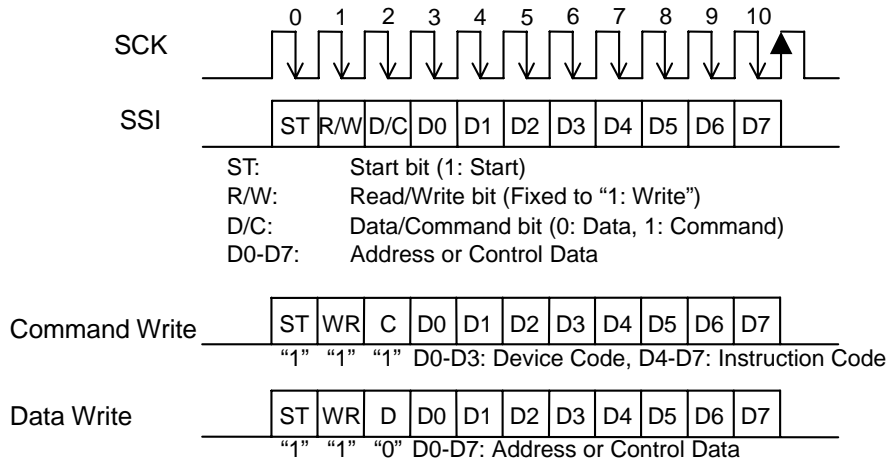 0 1 2 3 4 5 6 7 8 9 10
SCK
SSI ST R/W D/C D0 D1 D2 D3 D4 D5 D6 D7
ST: Start bit (1: Start)
R/W: Read/Write bit (Fixed to “1: Write”)
D/C: Data/Command bit (0: Data, 1: Command)
D0-D7: Address or Control Data
Command Write ST WR C D0 D1 D2 D3 D4 D5 D6 D7
“1” “1” “1” D0-D3: Device Code, D4-D7: Instruction Code
Data Write ST WR D D0 D1 D2 D3 D4 D5 D6 D7
“1” “1” “0” D0-D7: Address or Control Data